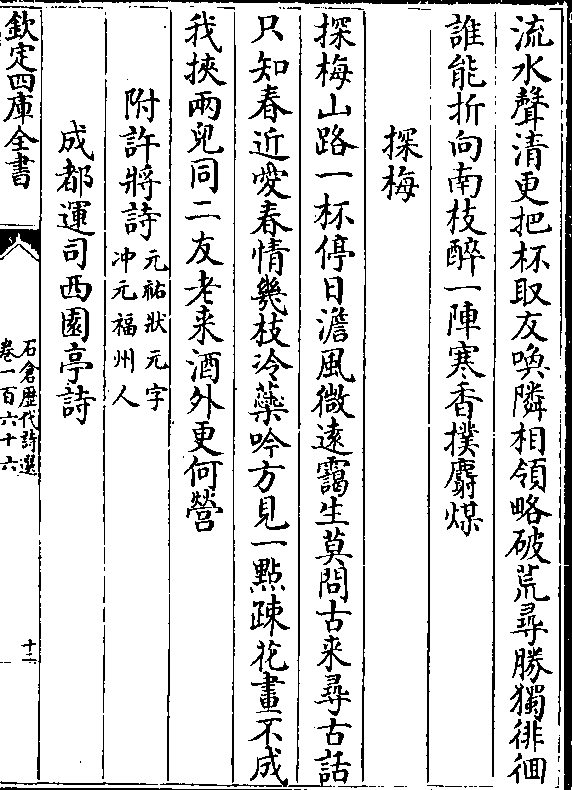 流水聲清更把杯取友喚隣相領略破荒尋勝獨徘徊
誰能折向南枝醉一陣寒香撲麝煤
探梅
探梅山路一杯停日澹風微遠靄生莫問古来尋古話
只知春近愛春情幾枝冷蘂吟方見一點疎花畫不成
我挾兩兒同二友老来酒外更何營
附許將詩元祐狀元字
冲元福州人
成都運司西園亭詩
欽定四庫全書
石倉歴代詩選
卷一百六十六
十二